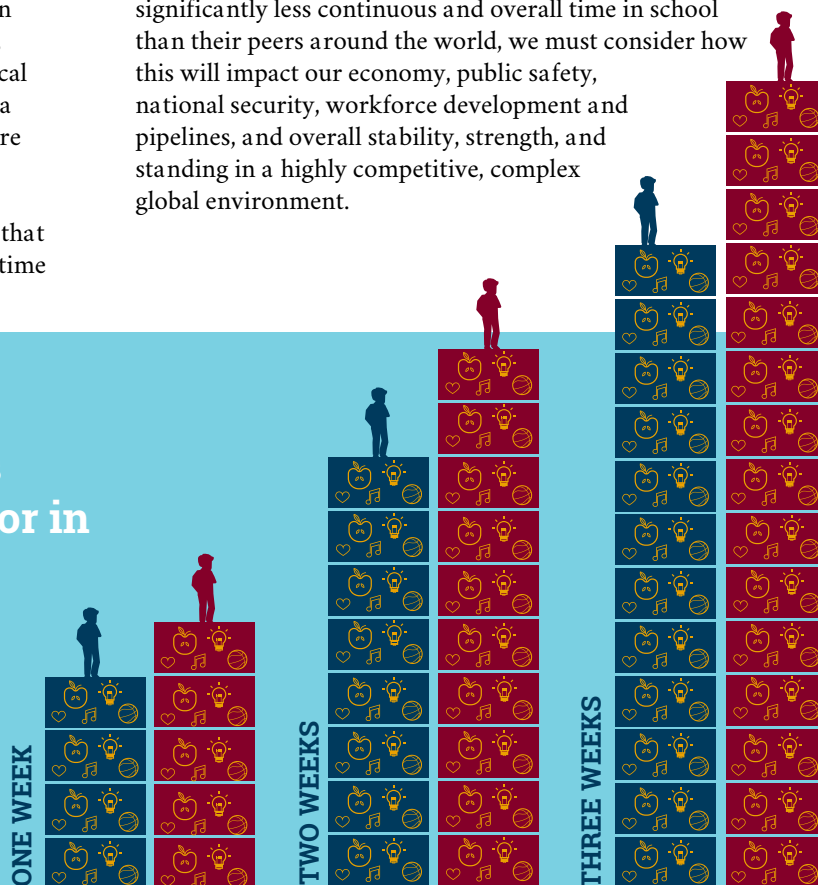 n
cal
a
re
that
time
significantly less continuous and overall time in school
than their peers around the world, we must consider how
this will impact our economy, public safety,
national security, workforce development and
pipelines, and overall stability, strength, and
standing in a highly competitive, complex
global environment.
or in
ONE WEEK
TWO WEEKS
THREE WEEKS